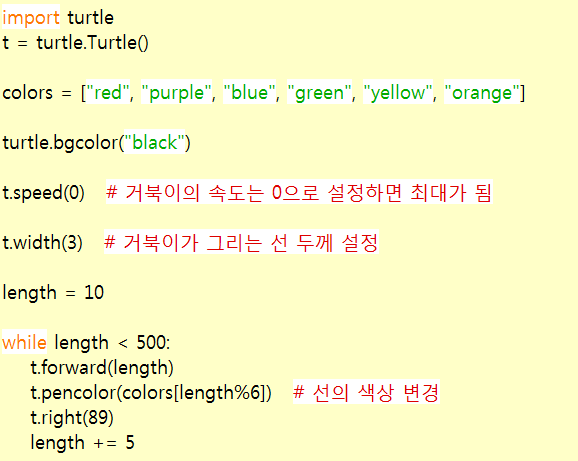 import turtle
t = turtle.Turtle()
colors = ["red", "purple", "blue", "green", "yellow", "orange"]
turtle.bgcolor("black")
t.speed(0) # 거북이의 속도는 0으로 설정하면 최대가 됨
t.width(3) # 거북이가 그리는 선 두께 설정
length = 10
while length < 500:
t.forward(length)
t.pencolor(colors[length%6]) # 선의 색상 변경
t.right(89)
length += 5